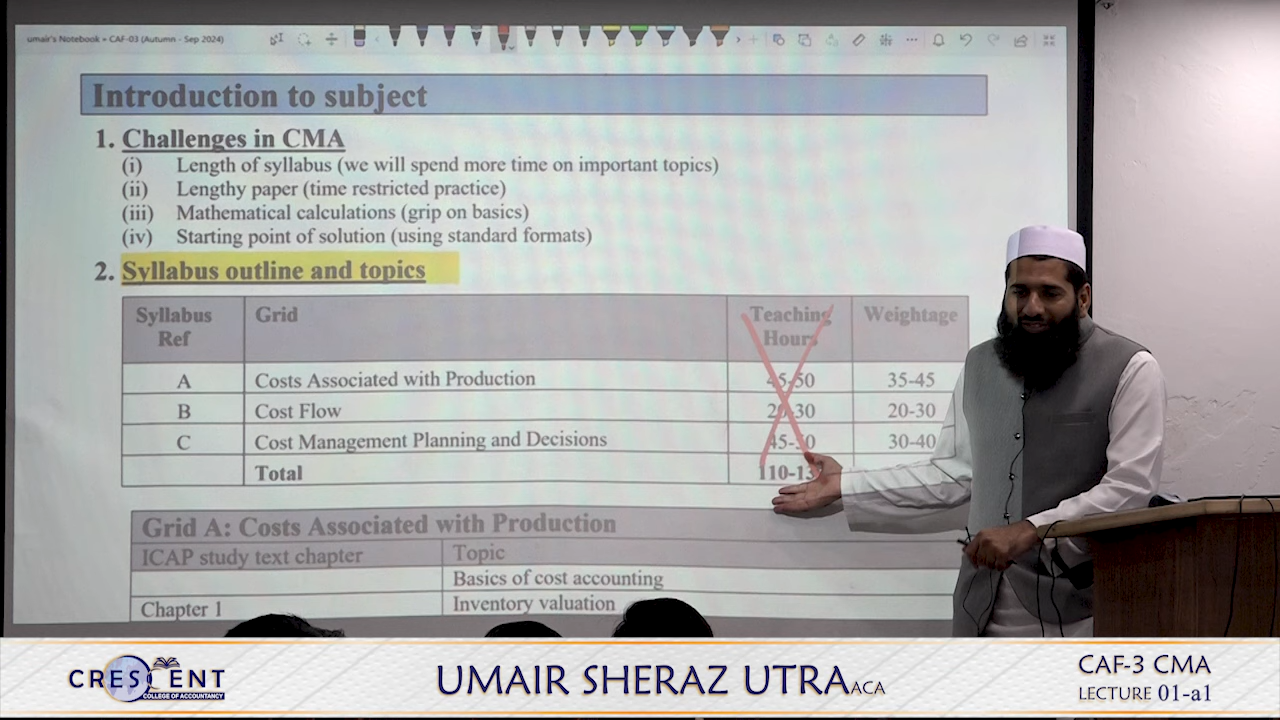 umair's Notebook » CAF-03 (Autumn - Sep 2024)
Introduction to subject
1. Challenges in CMA
(i) Length of syllabus (we will spend more time on important topics)
(ii) Lengthy paper (time restricted practice)
(iii) Mathematical calculations (grip on basics)
(iv) Starting point of solution (using standard formats)
2. Syllabus outline and topics
Syllabus Ref Grid Teaching Hours Weightage
A Costs Associated with Production 45-50 35-45
B Cost Flow 20-30 20-30
C Cost Management Planning and Decisions 30-40
Total
Grid A: Costs Associated with Production
ICAP study text chapter Topic
Basics of cost accounting
Chapter 1 Inventory valuation
CRESCENT
COLLEGE OF ACCOUNTANCY
UMAIR SHERAZ UTRA ACA
CAF-3 CMA
LECTURE 01-a1